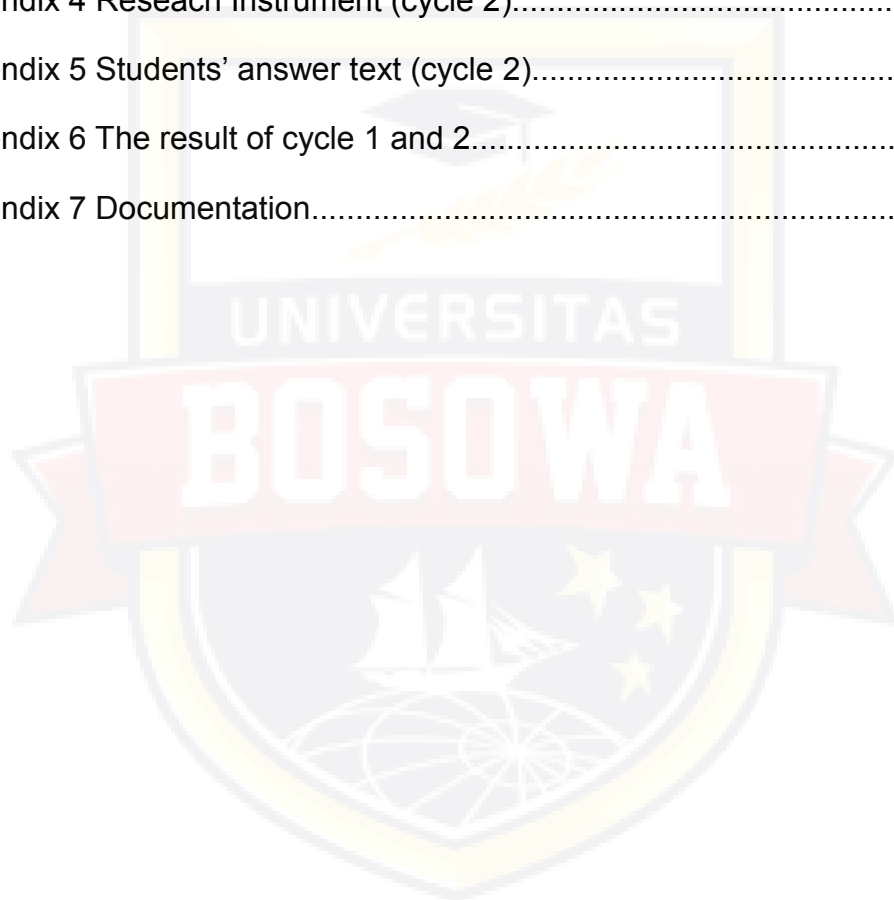 ndix 4 Reseach instrument (cycle 2)..........................................
ndix 5 Students’ answer text (cycle 2).........................................
ndix 6 The result of cycle 1 and 2................................................
ndix 7 Documentation..................................................................
UNIVERSITAS
BOSOWA